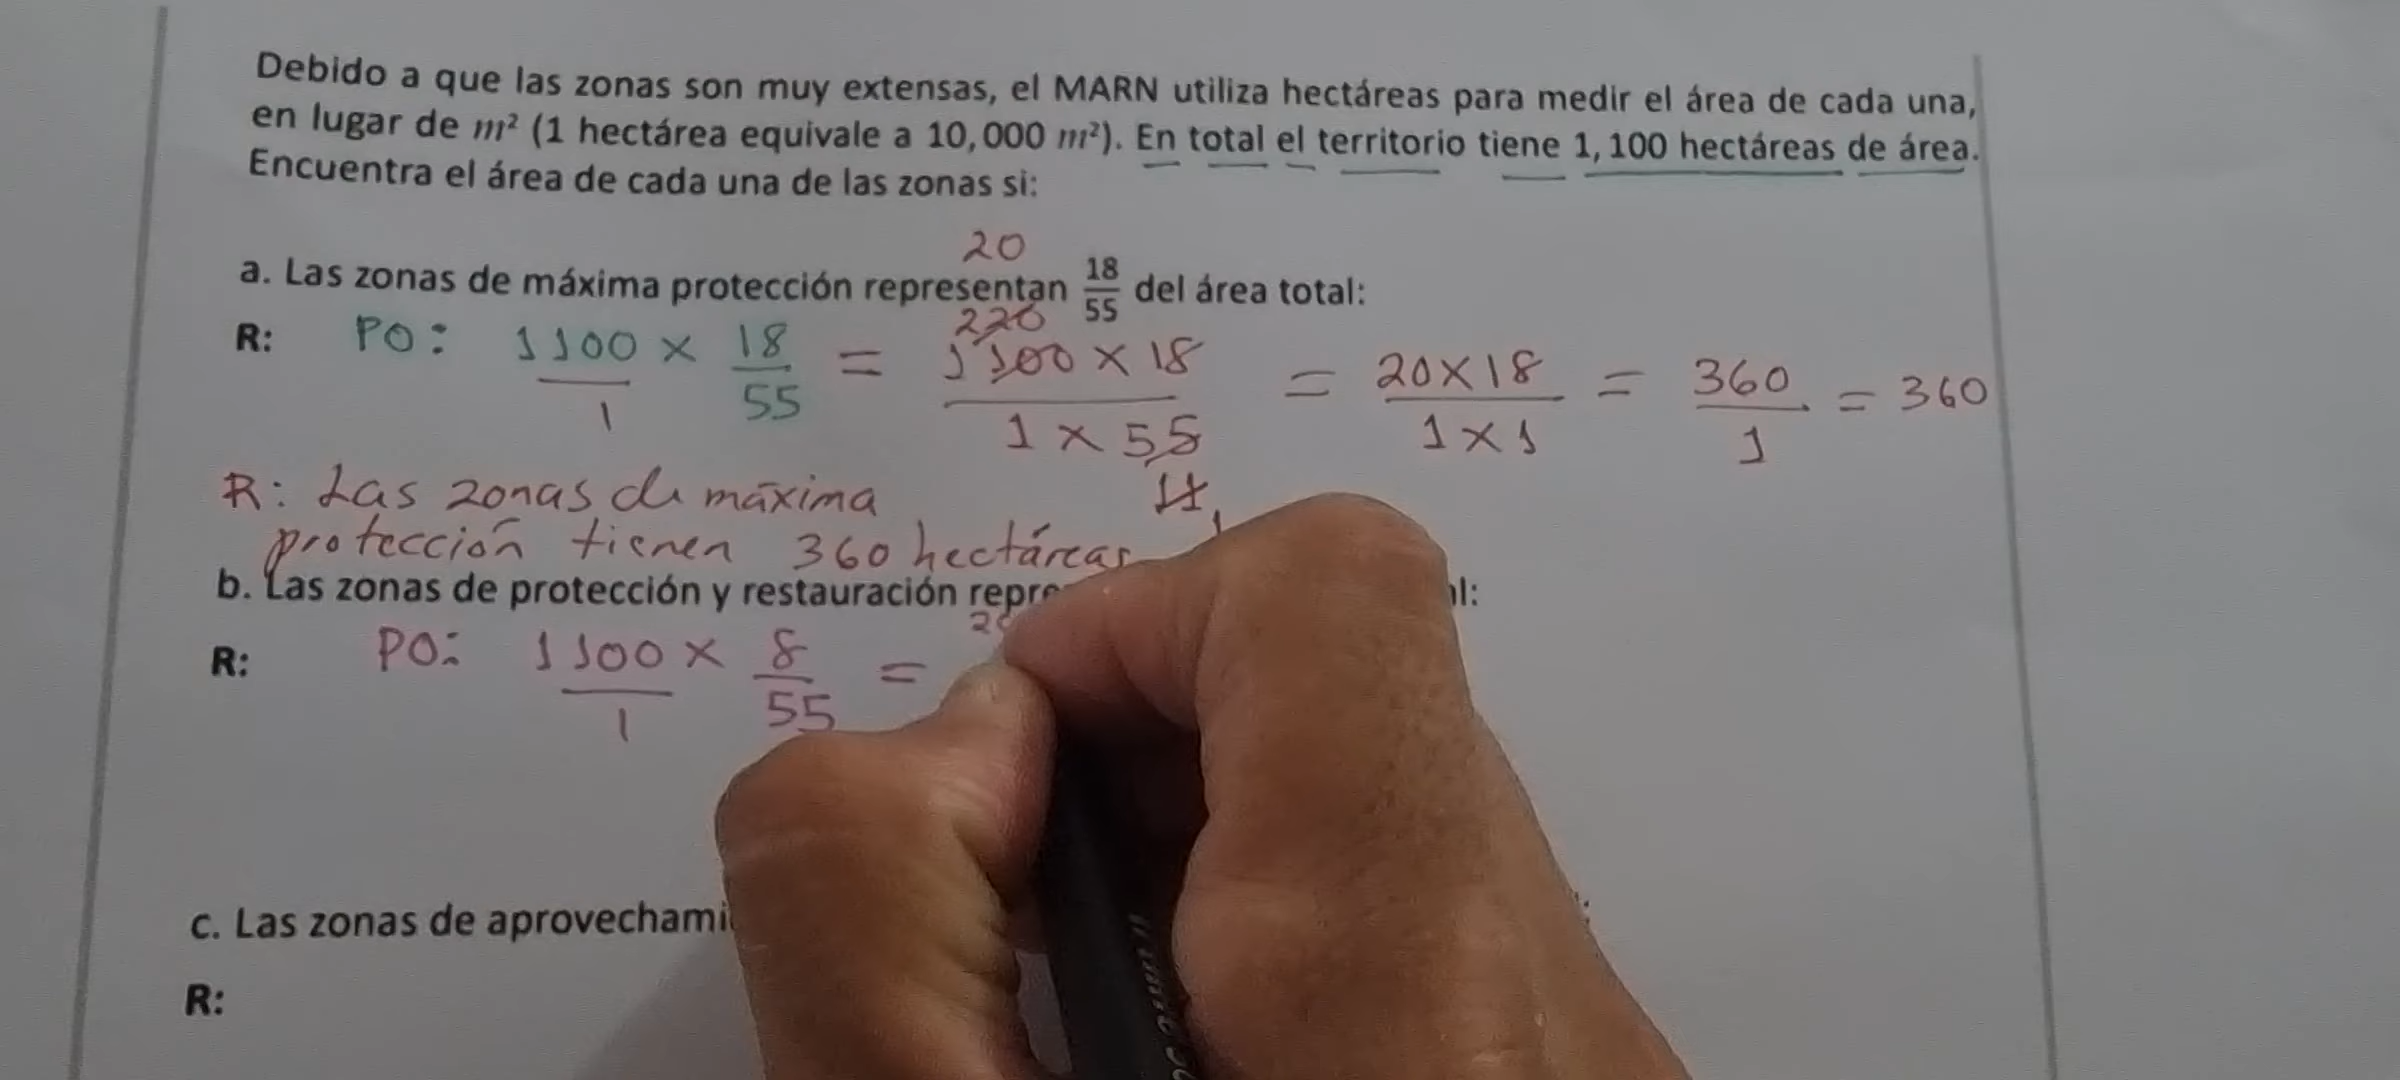 Debido a que las zonas son muy extensas, el MARN utiliza hectáreas para medir el área de cada una,
en lugar de m² (1 hectárea equivale a 10,000 m²). En total el territorio tiene 1,100 hectáreas de área.
Encuentra el área de cada una de las zonas si:
20
a. Las zonas de máxima protección representan 18/55 del área total:
220
R: PO: 1100/1 × 18/55 = 1100 × 18 / 1 × 55 = 20×18 / 1×1 = 360/1 = 360
11
1
R: Las zonas de máxima
protección tienen 360 hectáreas
b. Las zonas de protección y restauración
R: PO: 1100/1 × 8/55 =
c. Las zonas de
R: